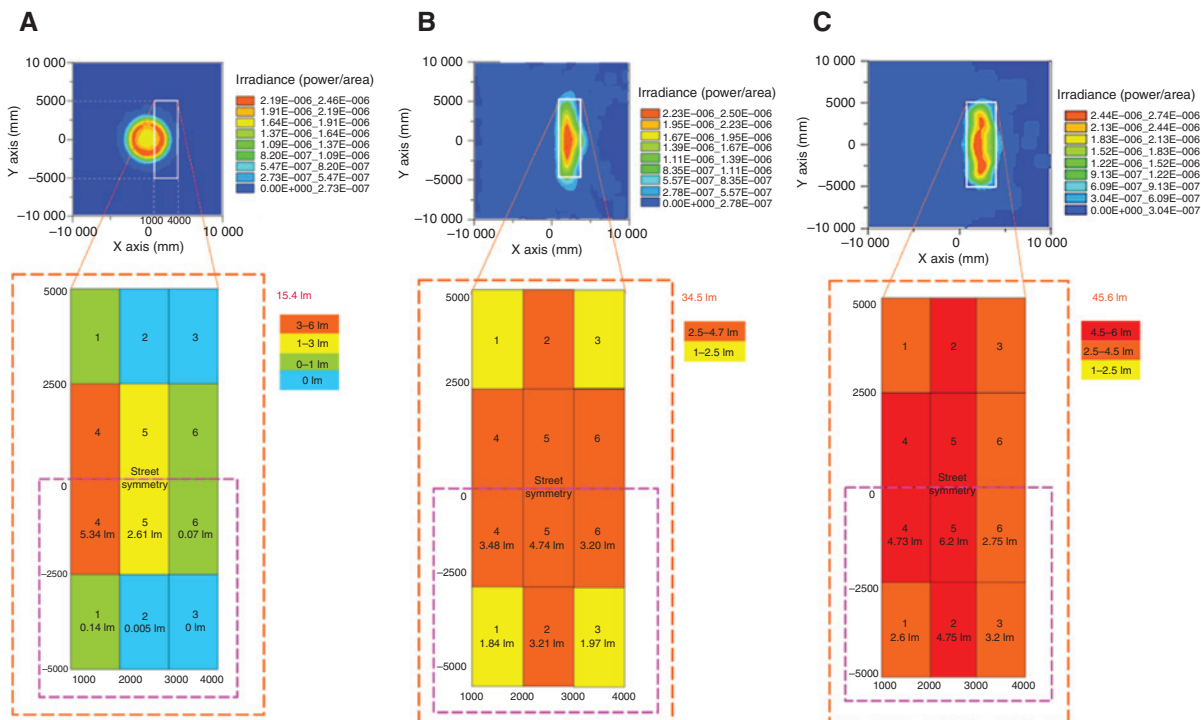 A
10 000
5000
0
−5000
−10 000
Y axis (mm)
1000 4000
−10 000 0 10 000
X axis (mm)
Irradiance (power/area)
2.19E−006_2.46E−006
1.91E−006_2.19E−006
1.64E−006_1.91E−006
1.37E−006_1.64E−006
1.09E−006_1.37E−006
8.20E−007_1.09E−006
5.47E−007_8.20E−007
2.73E−007_5.47E−007
0.00E+000_2.73E−007
5000
2500
0
−2500
−5000
1 2 3
4 5 6
Street
symmetry
4 5 6
5.34 lm 2.61 lm 0.07 lm
1 2 3
0.14 lm 0.005 lm 0 lm
1000 2000 3000 4000
15.4 lm
3–6 lm
1–3 lm
0–1 lm
0 lm
B
10 000
5000
0
−5000
−10 000
Y axis (mm)
−10 000 0 10 000
X axis (mm)
Irradiance (power/area)
2.23E−006_2.50E−006
1.95E−006_2.23E−006
1.67E−006_1.95E−006
1.39E−006_1.67E−006
1.11E−006_1.39E−006
8.35E−007_1.11E−006
5.57E−007_8.35E−007
2.78E−007_5.57E−007
0.00E+000_2.78E−007
5000
2500
0
−2500
−5000
1 2 3
4 5 6
Street
symmetry
4 5 6
3.48 lm 4.74 lm 3.20 lm
1 2 3
1.84 lm 3.21 lm 1.97 lm
1000 2000 3000 4000
34.5 lm
2.5–4.7 lm
1–2.5 lm
C
10 000
5000
0
−5000
−10 000
Y axis (mm)
−10 000 0 10 000
X axis (mm)
Irradiance (power/area)
2.44E−006_2.74E−006
2.13E−006_2.44E−006
1.83E−006_2.13E−006
1.52E−006_1.83E−006
1.22E−006_1.52E−006
9.13E−007_1.22E−006
6.09E−007_9.13E−007
3.04E−007_6.09E−007
0.00E+000_3.04E−007
5000
2500
0
−2500
−5000
1 2 3
4 5 6
Street
symmetry
4 5 6
4.73 lm 6.2 lm 2.75 lm
1 2 3
2.6 lm 4.75 lm 3.2 lm
1000 2000 3000 4000
45.6 lm
4.5–6 lm
2.5–4.5 lm
1–2.5 lm